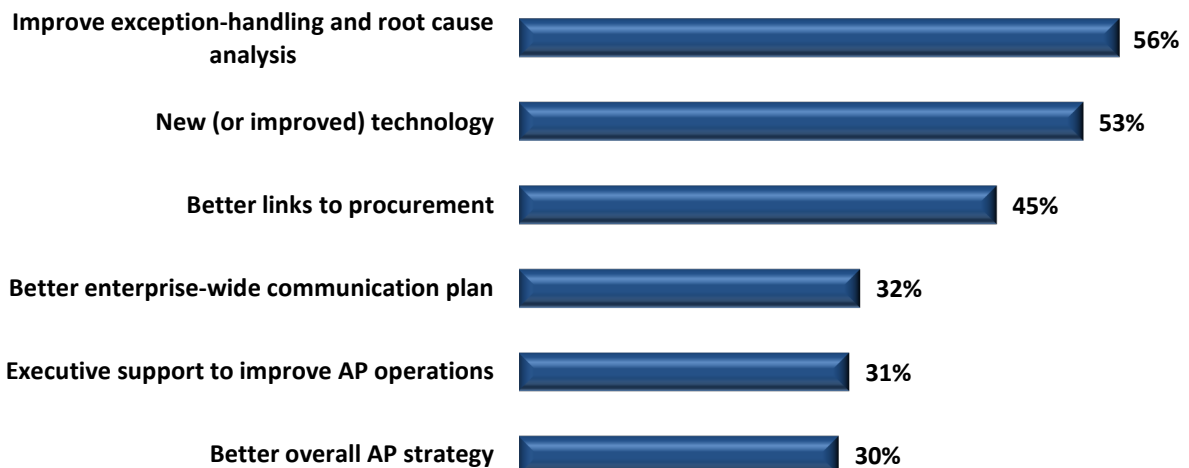 Improve exception-handling and root cause
analysis
56%
New (or improved) technology
53%
Better links to procurement
45%
Better enterprise-wide communication plan
32%
Executive support to improve AP operations
31%
Better overall AP strategy
30%